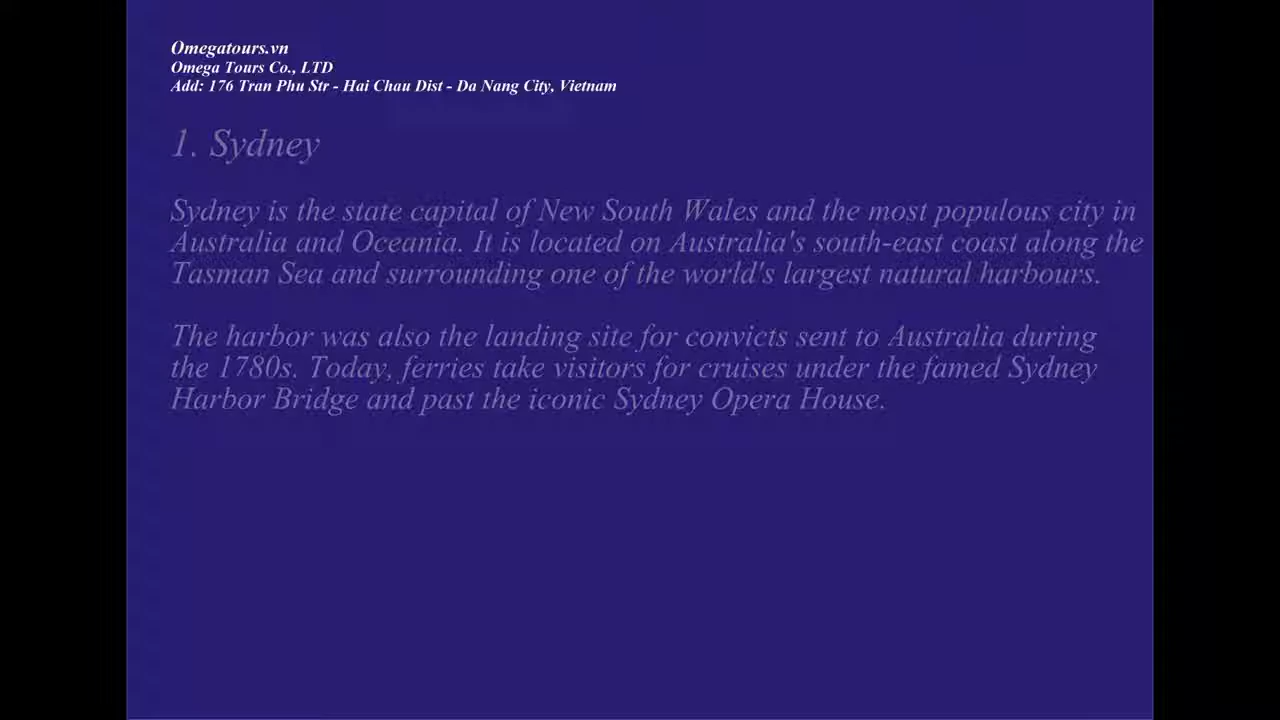 Omegatours.vn
Omega Tours Co., LTD
Add: 176 Tran Phu Str - Hai Chau Dist - Da Nang City, Vietnam
1. Sydney
Sydney is the state capital of New South Wales and the most populous city in
Australia and Oceania. It is located on Australia's south-east coast along the
Tasman Sea and surrounding one of the world's largest natural harbours.
The harbor was also the landing site for convicts sent to Australia during
the 1780s. Today, ferries take visitors for cruises under the famed Sydney
Harbor Bridge and past the iconic Sydney Opera House.